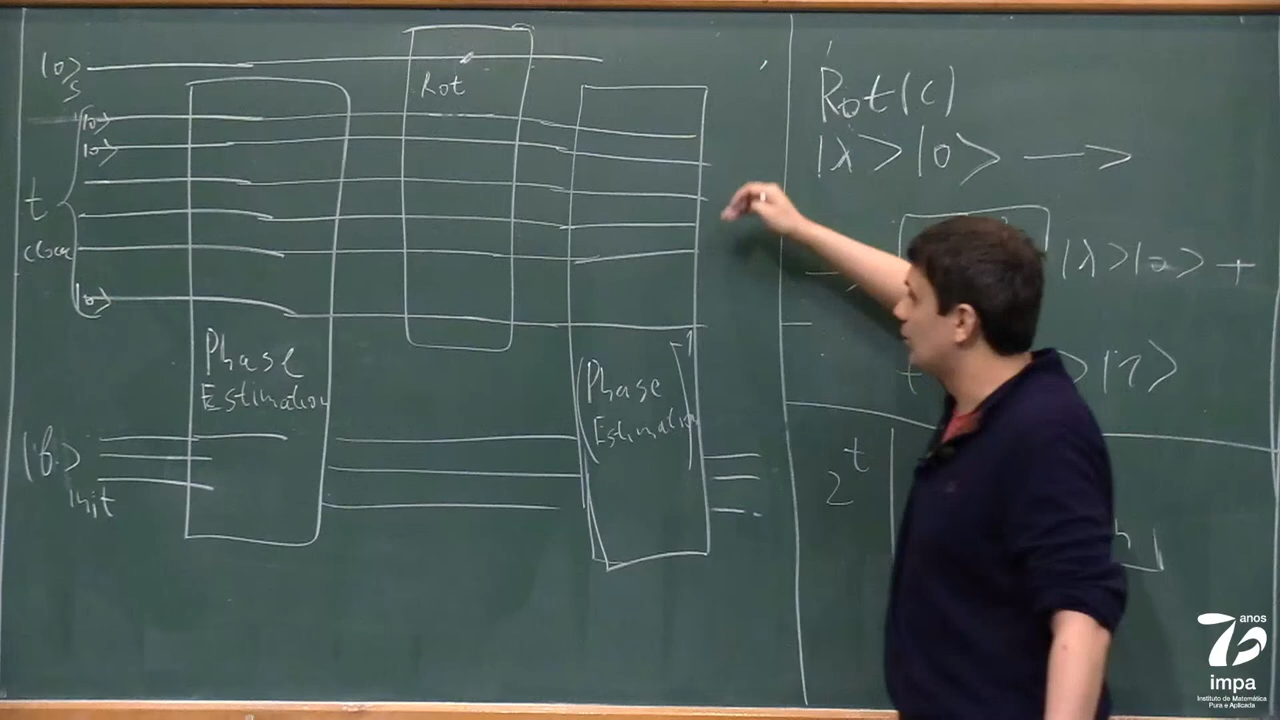 |0>
S
Rot
|0>
|0>
t
clock
|0>
Phase
Estimation
(Phase
Estimation)
-1
|b>
init
Rot(c)
|λ>|0> —>
|λ>|0> +
>|1>
2^t
70 anos
impa
Instituto de Matemática
Pura e Aplicada